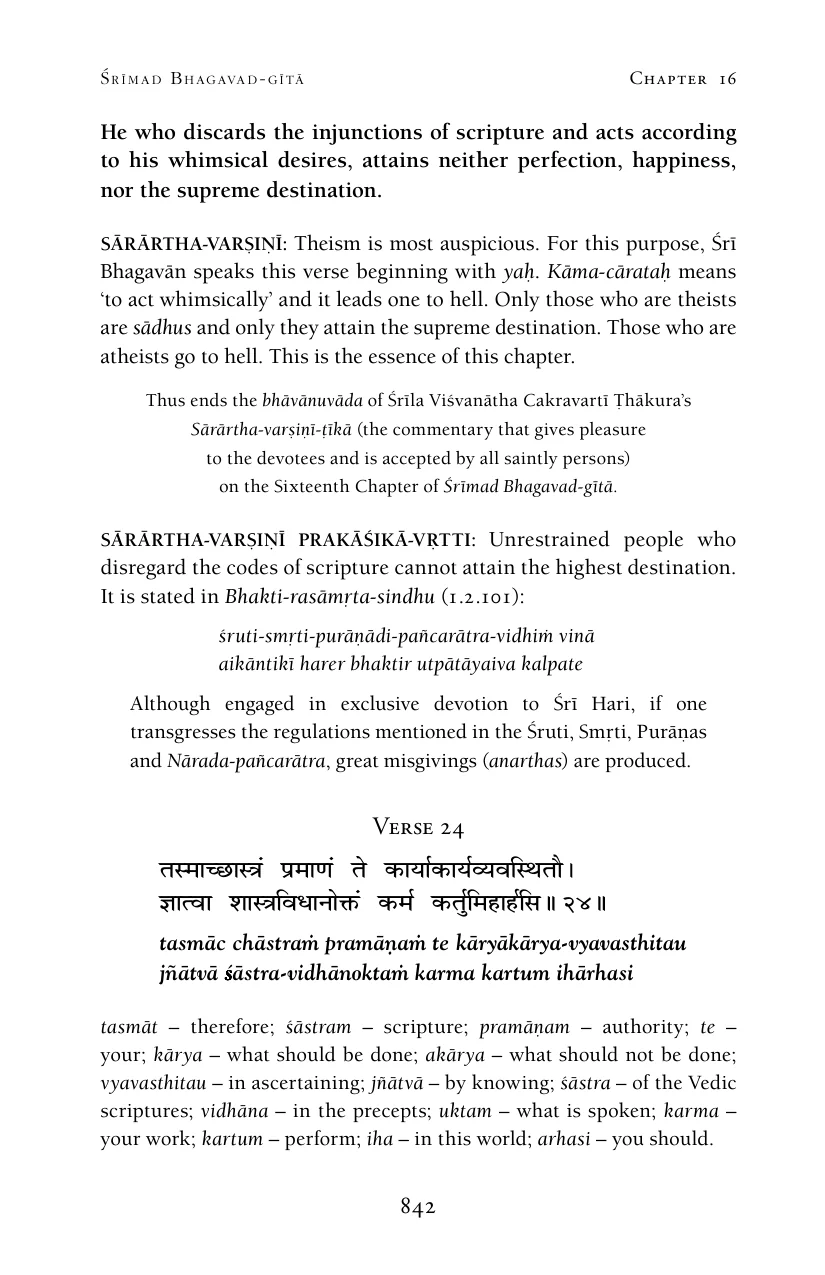 Śrīmad Bhagavad-gītā Chapter 16
He who discards the injunctions of scripture and acts according
to his whimsical desires, attains neither perfection, happiness,
nor the supreme destination.
SĀRĀRTHA-VARṢIṆĪ: Theism is most auspicious. For this purpose, Śrī
Bhagavān speaks this verse beginning with yaḥ. Kāma-cārataḥ means
‘to act whimsically’ and it leads one to hell. Only those who are theists
are sādhus and only they attain the supreme destination. Those who are
atheists go to hell. This is the essence of this chapter.
Thus ends the bhāvānuvāda of Śrīla Viśvanātha Cakravartī Ṭhākura’s
Sārārtha-varṣiṇī-ṭīkā (the commentary that gives pleasure
to the devotees and is accepted by all saintly persons)
on the Sixteenth Chapter of Śrīmad Bhagavad-gītā.
SĀRĀRTHA-VARṢIṆĪ PRAKĀŚIKĀ-VṚTTI: Unrestrained people who
disregard the codes of scripture cannot attain the highest destination.
It is stated in Bhakti-rasāmṛta-sindhu (1.2.101):
śruti-smṛti-purāṇādi-pañcarātra-vidhiṁ vinā
aikāntikī harer bhaktir utpātāyaiva kalpate
Although engaged in exclusive devotion to Śrī Hari, if one
transgresses the regulations mentioned in the Śruti, Smṛti, Purāṇas
and Nārada-pañcarātra, great misgivings (anarthas) are produced.
Verse 24
तस्माच्छास्त्रं प्रमाणं ते कार्याकार्यव्यवस्थितौ।
ज्ञात्वा शास्त्रविधानोक्तं कर्म कर्तुमिहार्हसि॥२४॥
tasmāc chāstraṁ pramāṇaṁ te kāryākārya-vyavasthitau
jñātvā śāstra-vidhānoktaṁ karma kartum ihārhasi
tasmāt – therefore; śāstram – scripture; pramāṇam – authority; te –
your; kārya – what should be done; akārya – what should not be done;
vyavasthitau – in ascertaining; jñātvā – by knowing; śāstra – of the Vedic
scriptures; vidhāna – in the precepts; uktam – what is spoken; karma –
your work; kartum – perform; iha – in this world; arhasi – you should.
842